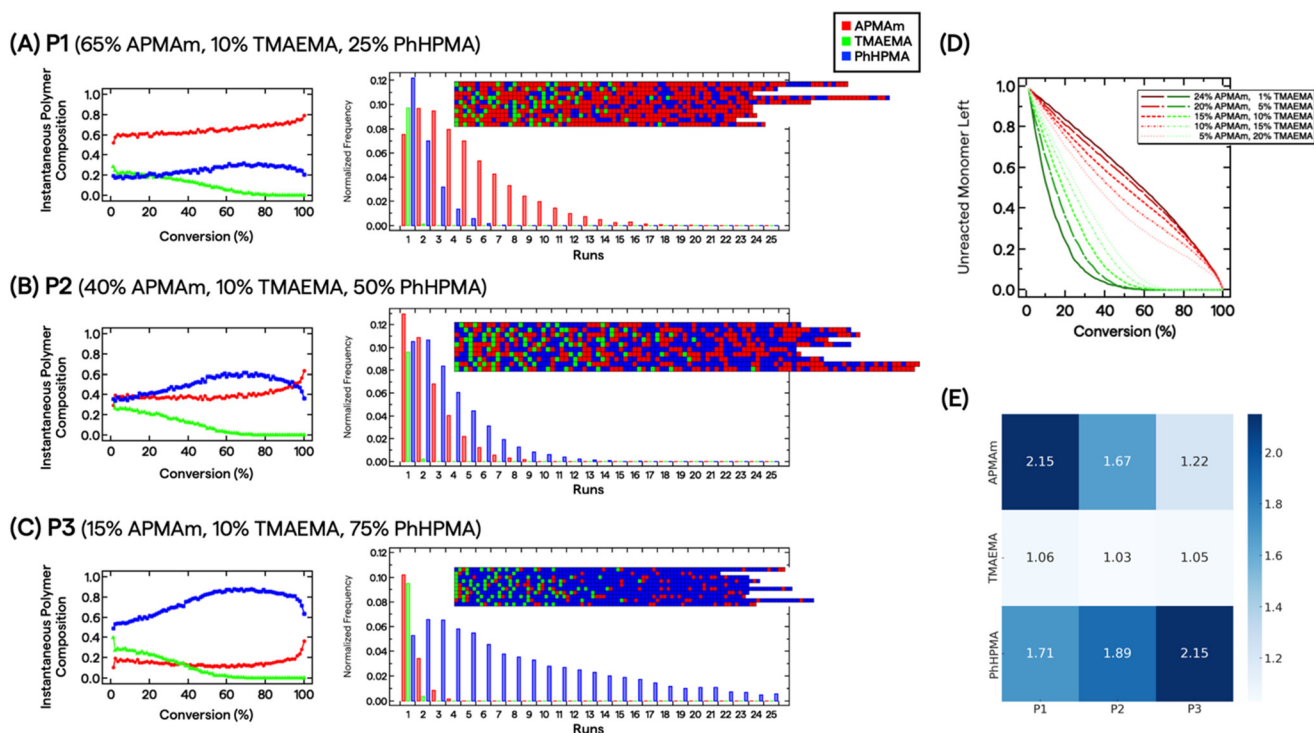 (A) P1 (65% APMAm, 10% TMAEMA, 25% PhHPMA)
APMAm
TMAEMA
PhHPMA
Instantaneous Polymer
Composition
1.0
0.8
0.6
0.4
0.2
0.0
0 20 40 60 80 100
Conversion (%)
Normalized Frequency
0.12
0.10
0.08
0.06
0.04
0.02
0.00
1 2 3 4 5 6 7 8 9 10 11 12 13 14 15 16 17 18 19 20 21 22 23 24 25
Runs
(B) P2 (40% APMAm, 10% TMAEMA, 50% PhHPMA)
Instantaneous Polymer
Composition
1.0
0.8
0.6
0.4
0.2
0.0
0 20 40 60 80 100
Conversion (%)
Normalized Frequency
0.12
0.10
0.08
0.06
0.04
0.02
0.00
1 2 3 4 5 6 7 8 9 10 11 12 13 14 15 16 17 18 19 20 21 22 23 24 25
Runs
(C) P3 (15% APMAm, 10% TMAEMA, 75% PhHPMA)
Instantaneous Polymer
Composition
1.0
0.8
0.6
0.4
0.2
0.0
0 20 40 60 80 100
Conversion (%)
Normalized Frequency
0.12
0.10
0.08
0.06
0.04
0.02
0.00
1 2 3 4 5 6 7 8 9 10 11 12 13 14 15 16 17 18 19 20 21 22 23 24 25
Runs
(D)
Unreacted Monomer Left
1.0
0.8
0.6
0.4
0.2
0.0
24% APMAm, 1% TMAEMA
20% APMAm, 5% TMAEMA
15% APMAm, 10% TMAEMA
10% APMAm, 15% TMAEMA
5% APMAm, 20% TMAEMA
0 20 40 60 80 100
Conversion (%)
(E)
APMAm
2.15 1.67 1.22
TMAEMA
1.06 1.03 1.05
PhHPMA
1.71 1.89 2.15
P1 P2 P3
2.0
1.8
1.6
1.4
1.2